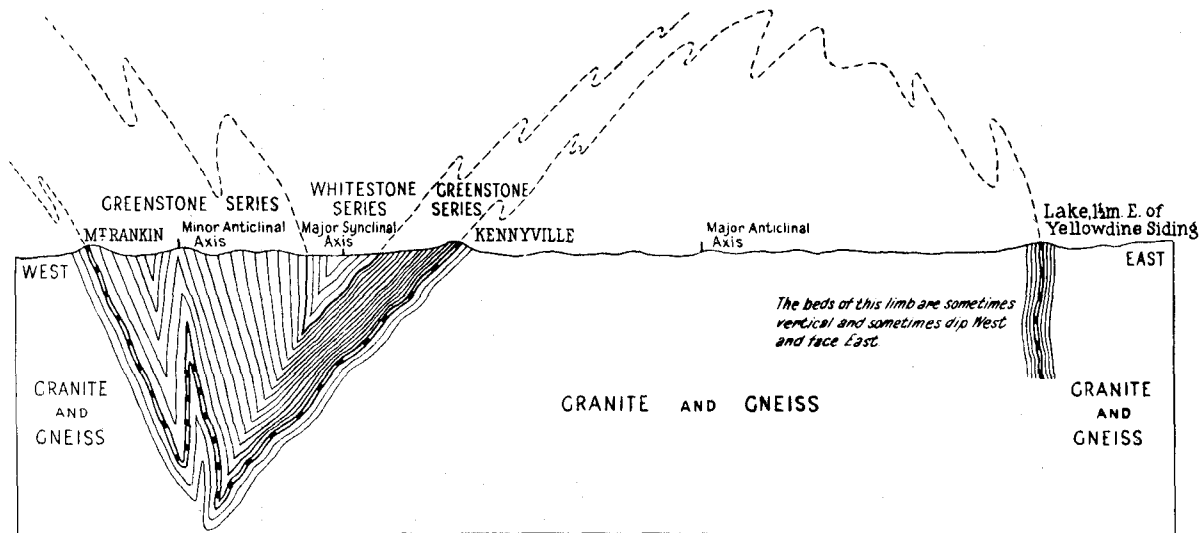 GREENSTONE SERIES
WHITESTONE
SERIES
GREENSTONE
SERIES
MT RANKIN
Minor Anticlinal
Axis
Major Synclinal
Axis
KENNYVILLE
Major Anticlinal
Axis
Lake, 1½m. E. of
Yellowdine Siding
WEST
EAST
The beds of this limb are sometimes
vertical and sometimes dip West
and face East
GRANITE
AND
GNEISS
GRANITE AND GNEISS
GRANITE
AND
GNEISS